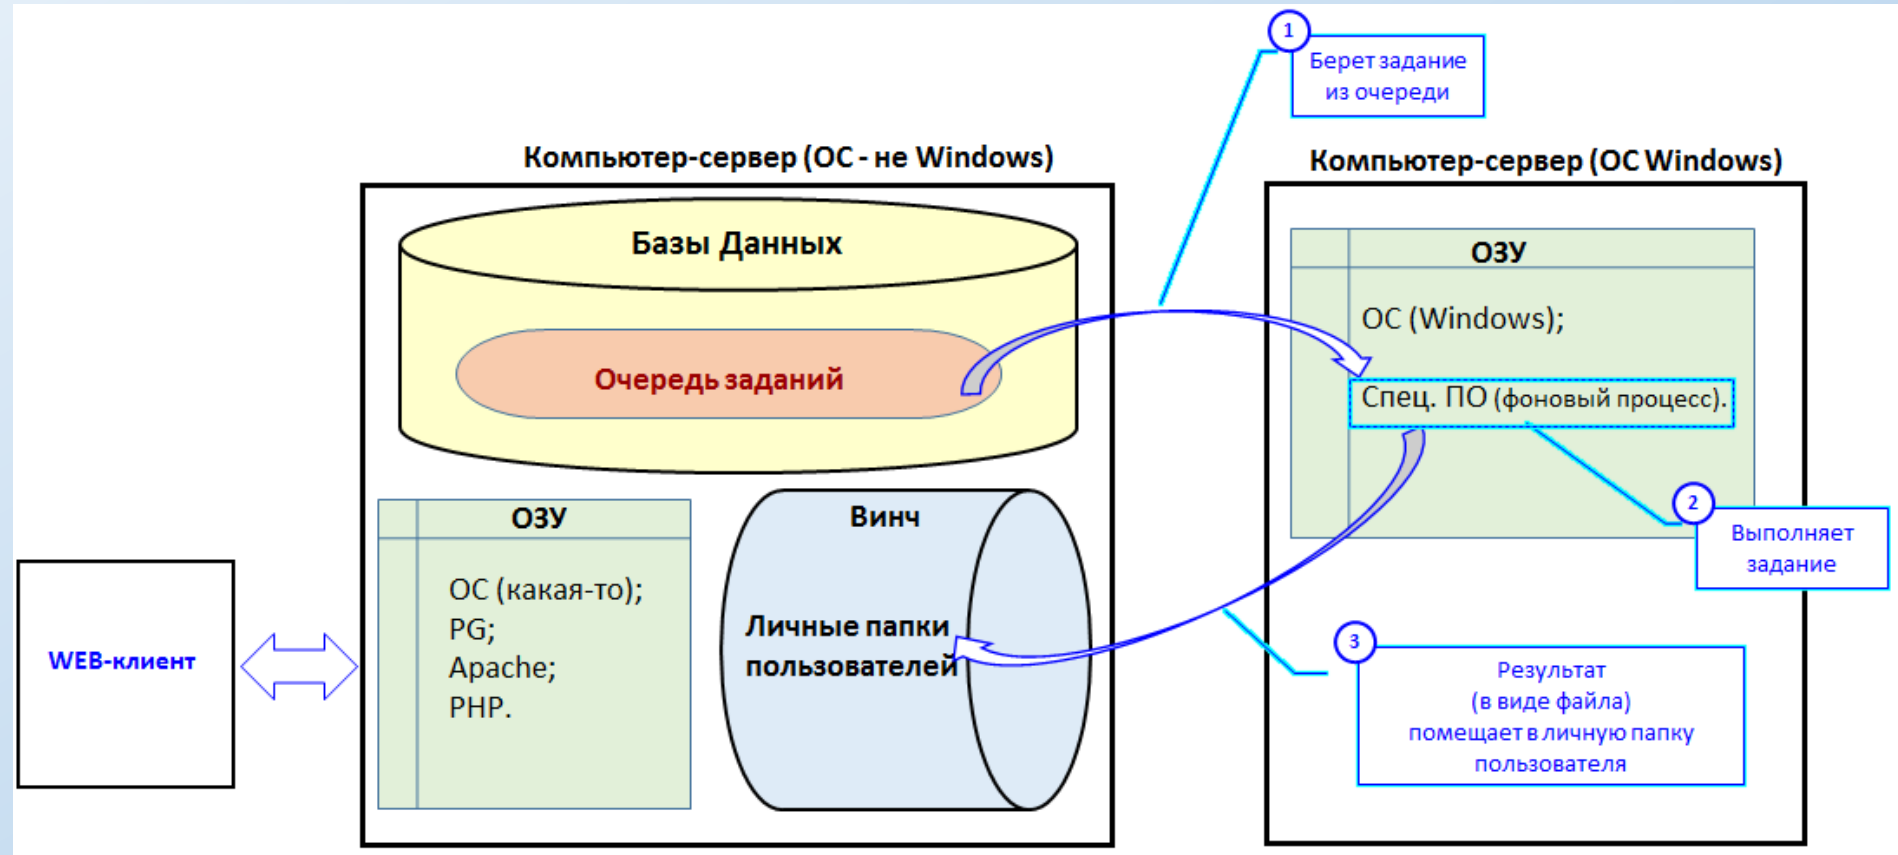 1
Берет задание
из очереди
Компьютер-сервер (ОС - не Windows)
Компьютер-сервер (ОС Windows)
Базы Данных
Очередь заданий
ОЗУ
ОС (Windows);
Спец. ПО (фоновый процесс).
2
Выполняет
задание
ОЗУ
ОС (какая-то);
PG;
Apache;
PHP.
Винч
Личные папки
пользователей
WEB-клиент
3
Результат
(в виде файла)
помещает в личную папку
пользователя